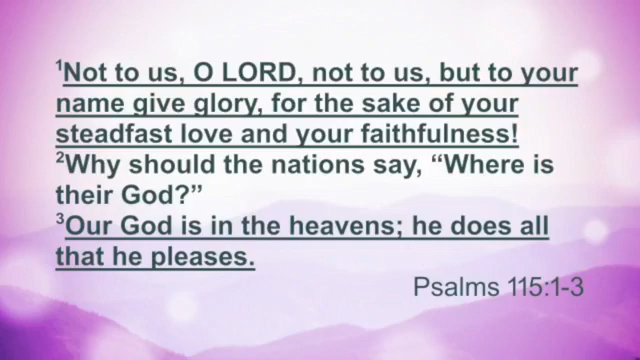 ¹Not to us, O LORD, not to us, but to your
name give glory, for the sake of your
steadfast love and your faithfulness!
²Why should the nations say, “Where is
their God?”
³Our God is in the heavens; he does all
that he pleases.
Psalms 115:1-3